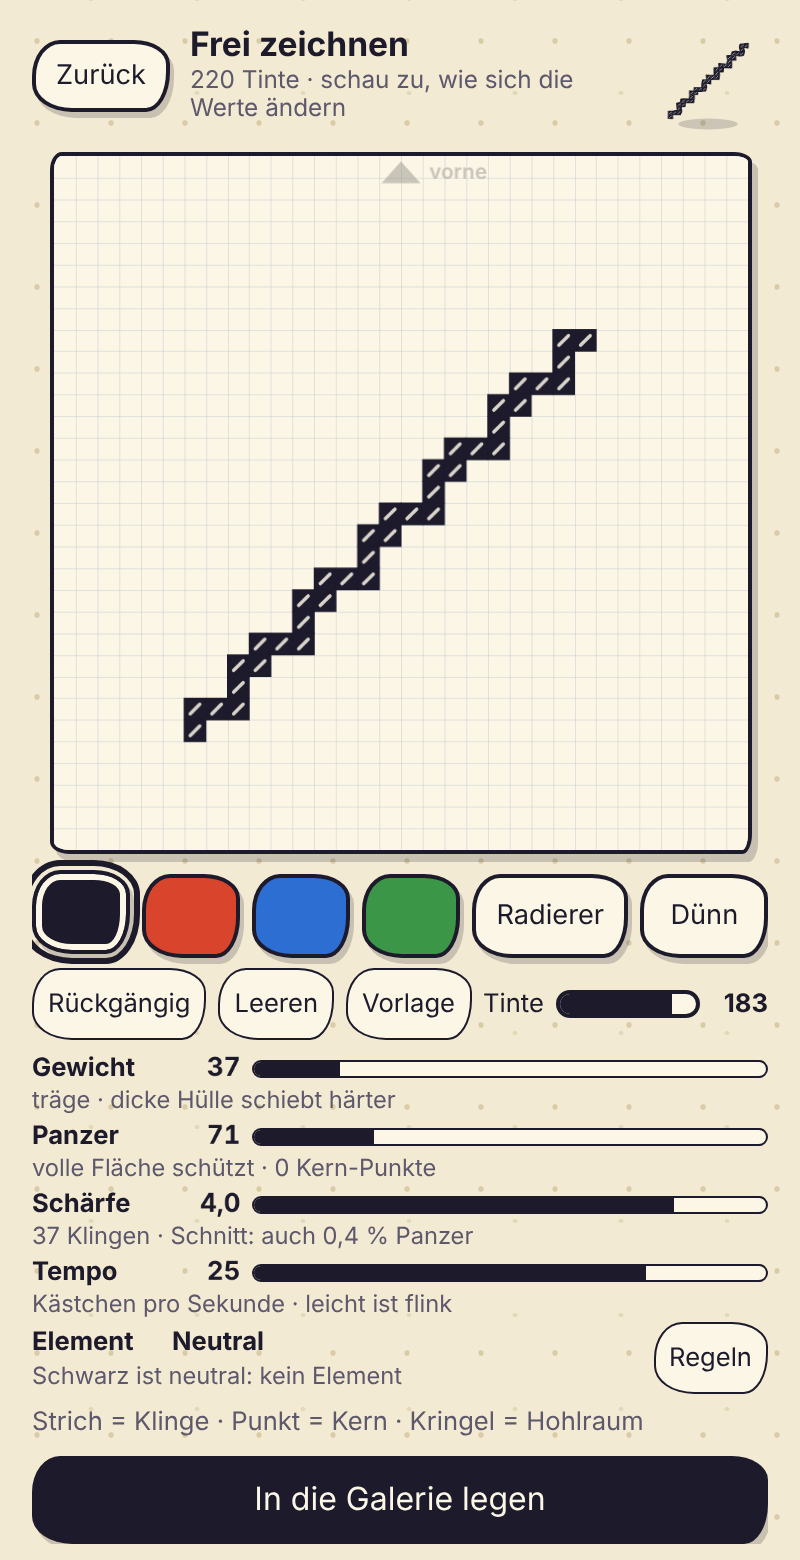 Zurück
Frei zeichnen
220 Tinte · schau zu, wie sich die
Werte ändern
vorne
Radierer
Dünn
Rückgängig
Leeren
Vorlage
Tinte 183
Gewicht 37
träge · dicke Hülle schiebt härter
Panzer 71
volle Fläche schützt · 0 Kern-Punkte
Schärfe 4,0
37 Klingen · Schnitt: auch 0,4 % Panzer
Tempo 25
Kästchen pro Sekunde · leicht ist flink
Element Neutral
Schwarz ist neutral: kein Element
Regeln
Strich = Klinge · Punkt = Kern · Kringel = Hohlraum
In die Galerie legen